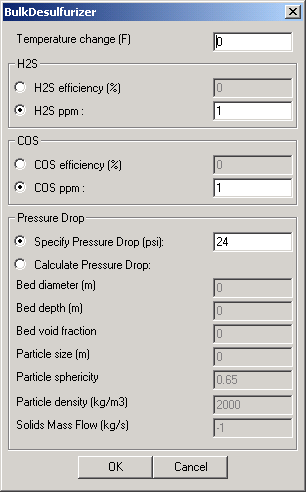 BulkDesulfurizer
Temperature change (F) 0
H2S
H2S efficiency (%) 0
H2S ppm : 1
COS
COS efficiency (%) 0
COS ppm : 1
Pressure Drop
Specify Pressure Drop (psi): 24
Calculate Pressure Drop:
Bed diameter (m) 0
Bed depth (m) 0
Bed void fraction 0
Particle size (m) 0
Particle sphericity 0.65
Particle density (kg/m3) 2000
Solids Mass Flow (kg/s) -1
OK Cancel